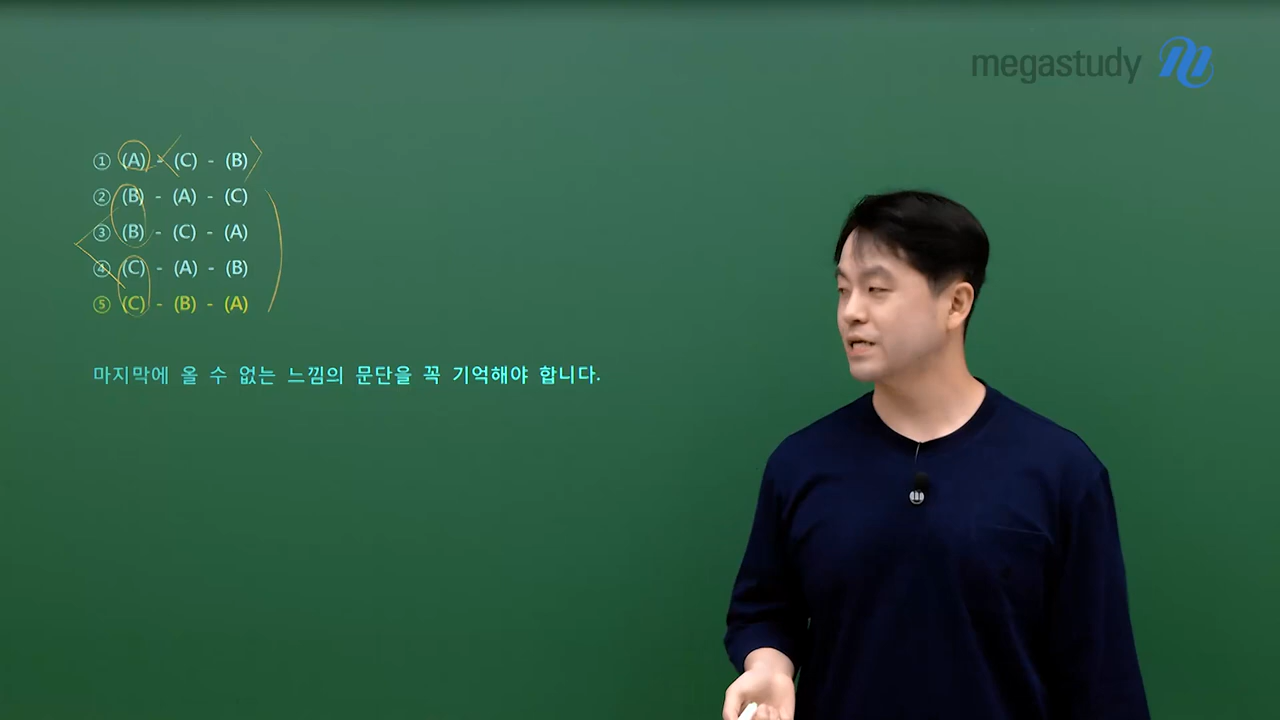 megastudy
① (A) - (C) - (B)
② (B) - (A) - (C)
③ (B) - (C) - (A)
④ (C) - (A) - (B)
⑤ (C) - (B) - (A)
마지막에 올 수 없는 느낌의 문단을 꼭 기억해야 합니다.